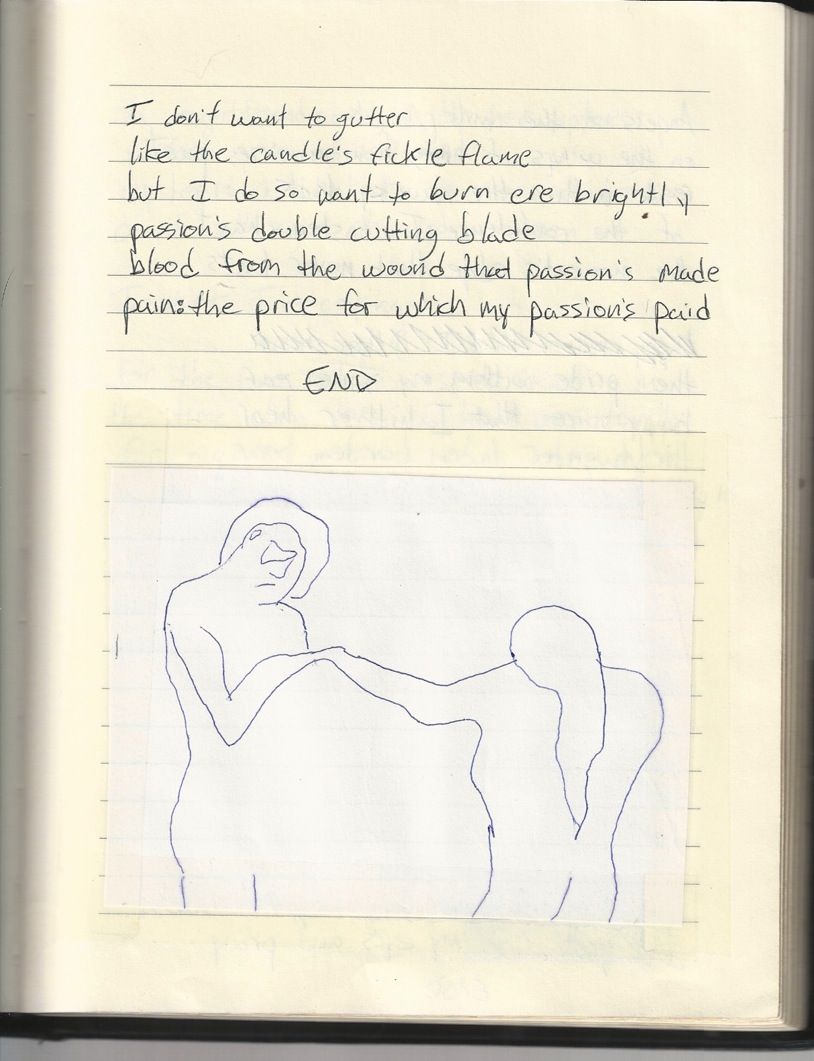 I don't want to gutter
like the candle's fickle flame
but I do so want to burn ere brightly
passion's double cutting blade
blood from the wound that passion's made
pain: the price for which my passion's paid
END